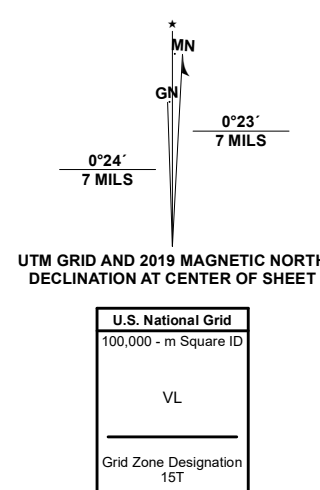 ★
MN
GN
0°23´
7 MILS
0°24´
7 MILS
UTM GRID AND 2019 MAGNETIC NORTH
DECLINATION AT CENTER OF SHEET
U.S. National Grid
100,000 - m Square ID
VL
Grid Zone Designation
15T